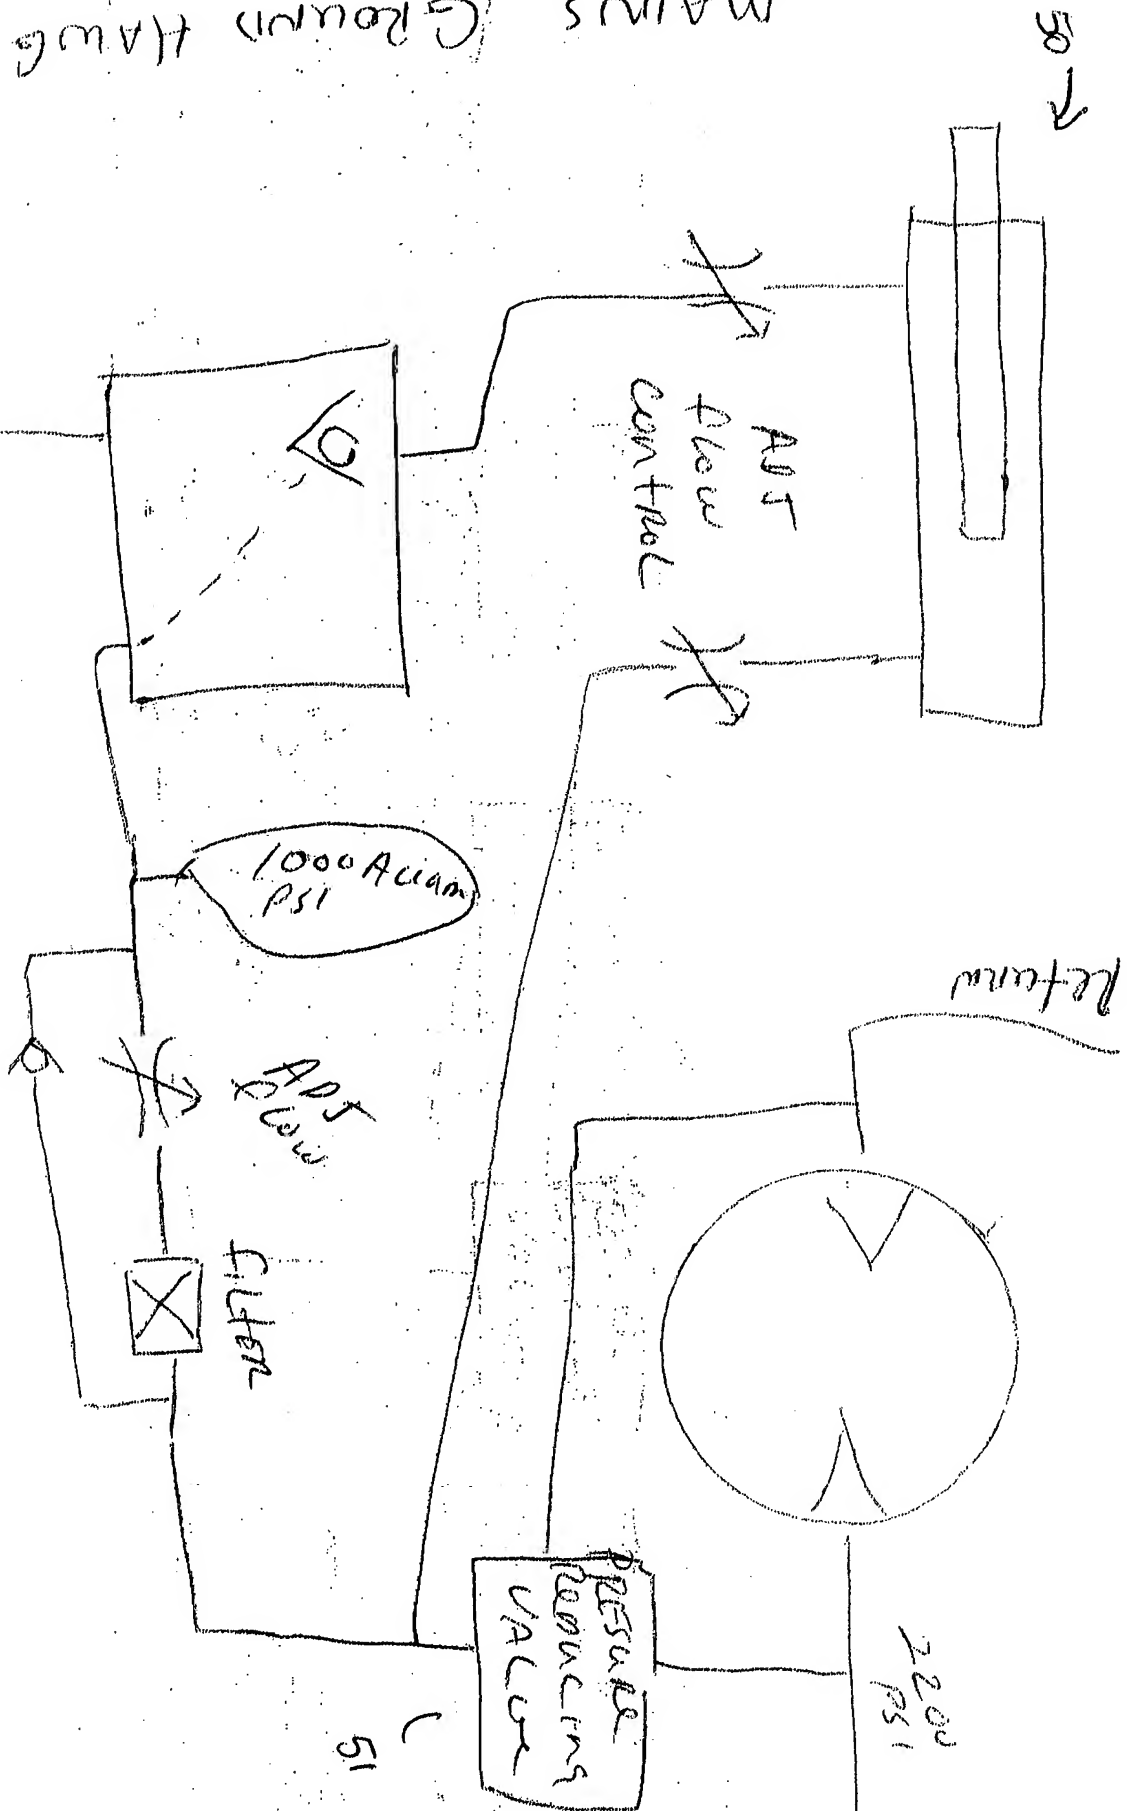 MAINS GROUND HAWG
50
ADJ
flow
control
1000 Accum
PSI
Return
ADJ
flow
filter
PRESURE
Reducing
VALVe
2200
PSI
51